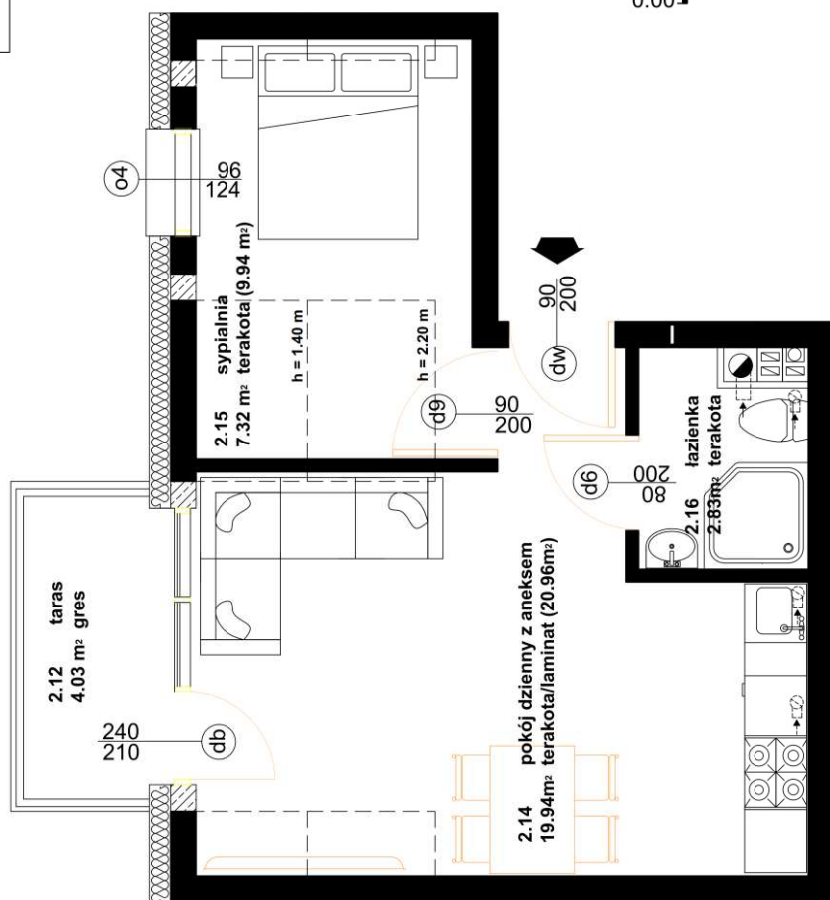 0.00
o4
96
124
2.15 sypialnia
7.32 m² terakota (9.94 m²)
h = 1.40 m
h = 2.20 m
90
200
dw
d9
90
200
d6
80
200
2.16 łazienka
2.83m² terakota
2.12 taras
4.03 m² gres
240
210
db
2.14 pokój dzienny z aneksem
19.94m² terakota/laminat (20.96m²)